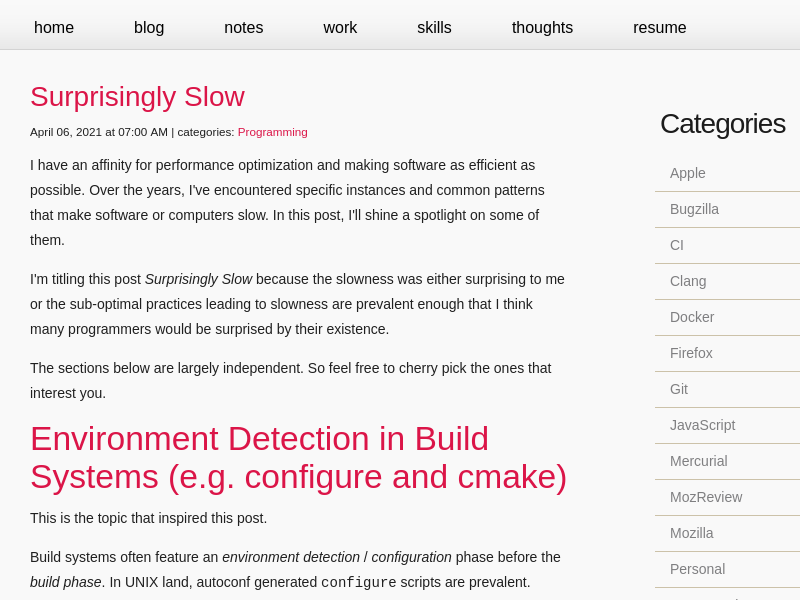 home blog notes work skills thoughts resume
Surprisingly Slow
April 06, 2021 at 07:00 AM | categories: Programming
I have an affinity for performance optimization and making software as efficient as
possible. Over the years, I've encountered specific instances and common patterns
that make software or computers slow. In this post, I'll shine a spotlight on some of
them.
I'm titling this post Surprisingly Slow because the slowness was either surprising to me
or the sub-optimal practices leading to slowness are prevalent enough that I think
many programmers would be surprised by their existence.
The sections below are largely independent. So feel free to cherry pick the ones that
interest you.
Environment Detection in Build
Systems (e.g. configure and cmake)
This is the topic that inspired this post.
Build systems often feature an environment detection / configuration phase before the
build phase. In UNIX land, autoconf generated configure scripts are prevalent.
Categories
Apple
Bugzilla
CI
Clang
Docker
Firefox
Git
JavaScript
Mercurial
MozReview
Mozilla
Personal